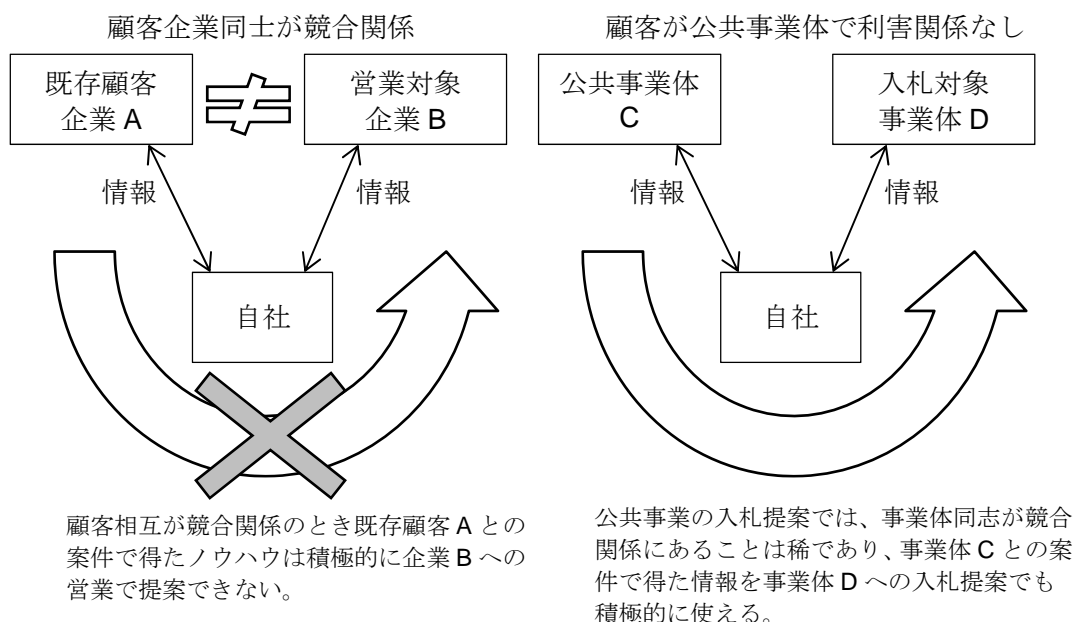 顧客企業同士が競合関係
既存顧客
企業 A
営業対象
企業 B
情報
情報
自社
顧客相互が競合関係のとき既存顧客 A との
案件で得たノウハウは積極的に企業 B への
営業で提案できない。
顧客が公共事業体で利害関係なし
公共事業体
C
入札対象
事業体 D
情報
情報
自社
公共事業の入札提案では、事業体同志が競合
関係にあることは稀であり、事業体 C との案
件で得た情報を事業体 D への入札提案でも
積極的に使える。